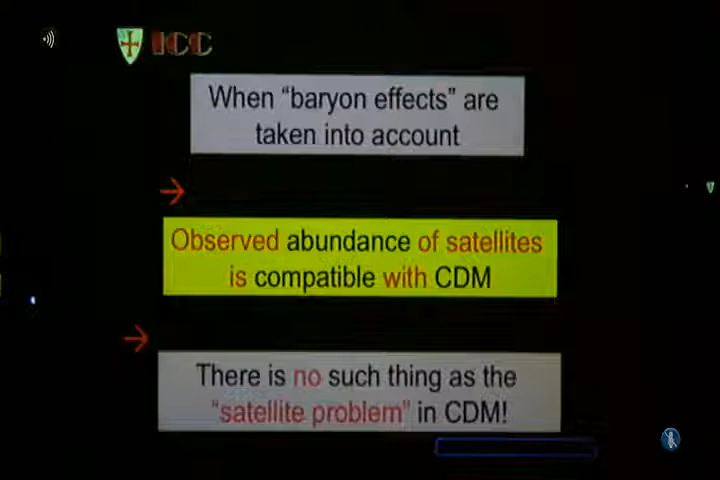 ICC
When “baryon effects” are
taken into account
Observed abundance of satellites
is compatible with CDM
There is no such thing as the
“satellite problem” in CDM!